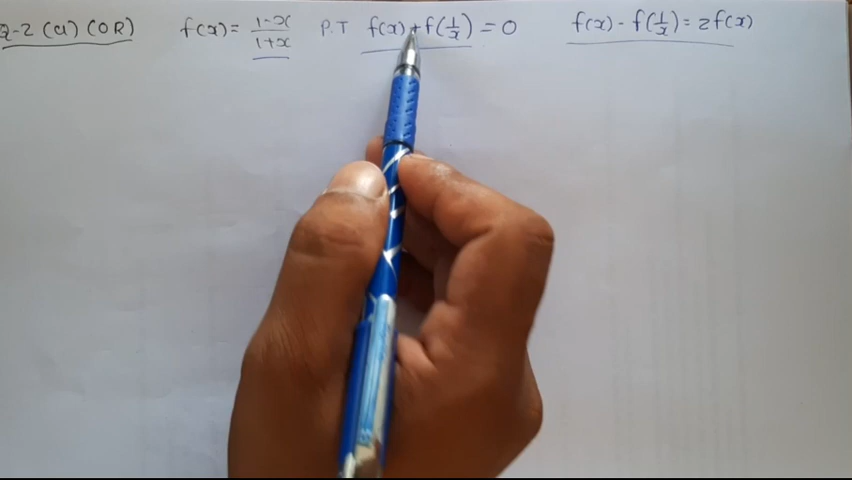 Q-2 (a) (OR) f(x) = (1-x)/(1+x) P.T f(x) + f(1/x) = 0 f(x) - f(1/x) = 2f(x)